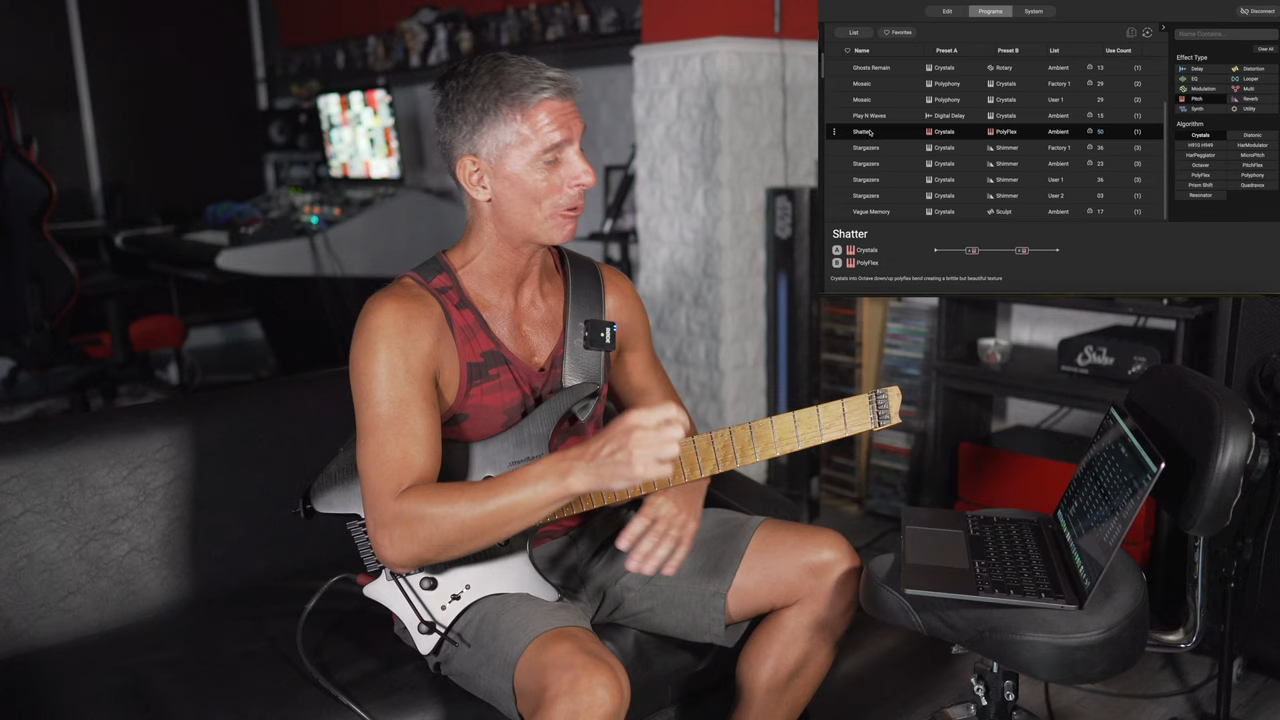 Edit Programs System Disconnect
List Favorites
Name Preset A Preset B List Use Count
Ghosts Remain Crystals Rotary Ambient 13 (1)
Mosaic Polyphony Crystals Factory 1 29 (2)
Mosaic Polyphony Crystals User 1 29 (2)
Play N Waves Digital Delay Crystals Ambient 15 (1)
Shatter Crystals PolyFlex Ambient 50 (1)
Stargazers Crystals Shimmer Factory 1 36 (3)
Stargazers Crystals Shimmer Ambient 23 (3)
Stargazers Crystals Shimmer User 1 36 (3)
Stargazers Crystals Shimmer User 2 03 (3)
Vague Memory Crystals Sculpt Ambient 17 (1)
Shatter
A Crystals
B PolyFlex
Crystals into Octave down/up polyflex bend creating a brittle but beautiful texture
Name Contains...
Clear All
Effect Type
Delay Distortion
EQ Looper
Modulation Multi
Pitch Reverb
Synth Utility
Algorithm
Crystals Diatonic
H910 H949 HarModulator
HarPeggiator MicroPitch
Octaver PitchFlex
PolyFlex Polyphony
Prism Shift Quadravox
Resonator
RODE